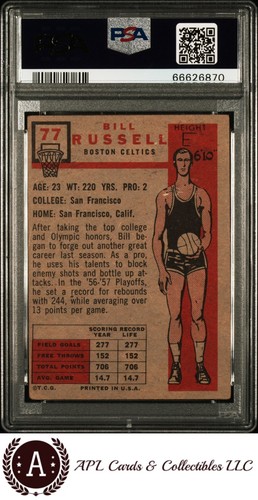 PSA
66626870
77
BILL
RUSSELL
BOSTON CELTICS
HEIGHT
E
6'10"
AGE: 23 WT: 220 YRS. PRO: 2
COLLEGE: San Francisco
HOME: San Francisco, Calif.
After taking the top college
and Olympic honors, Bill be-
gan to forge out another great
career last season. As a pro,
he uses his talents to block
enemy shots and bottle up at-
tacks. In the '56-'57 Playoffs,
he set a record for rebounds
with 244, while averaging over
13 points per game.
SCORING RECORD
YEAR LIFE
FIELD GOALS 277 277
FREE THROWS 152 152
TOTAL POINTS 706 706
AVG. GAME 14.7 14.7
©T.C.G. PRINTED IN U.S.A.
A
APL Cards & Collectibles LLC